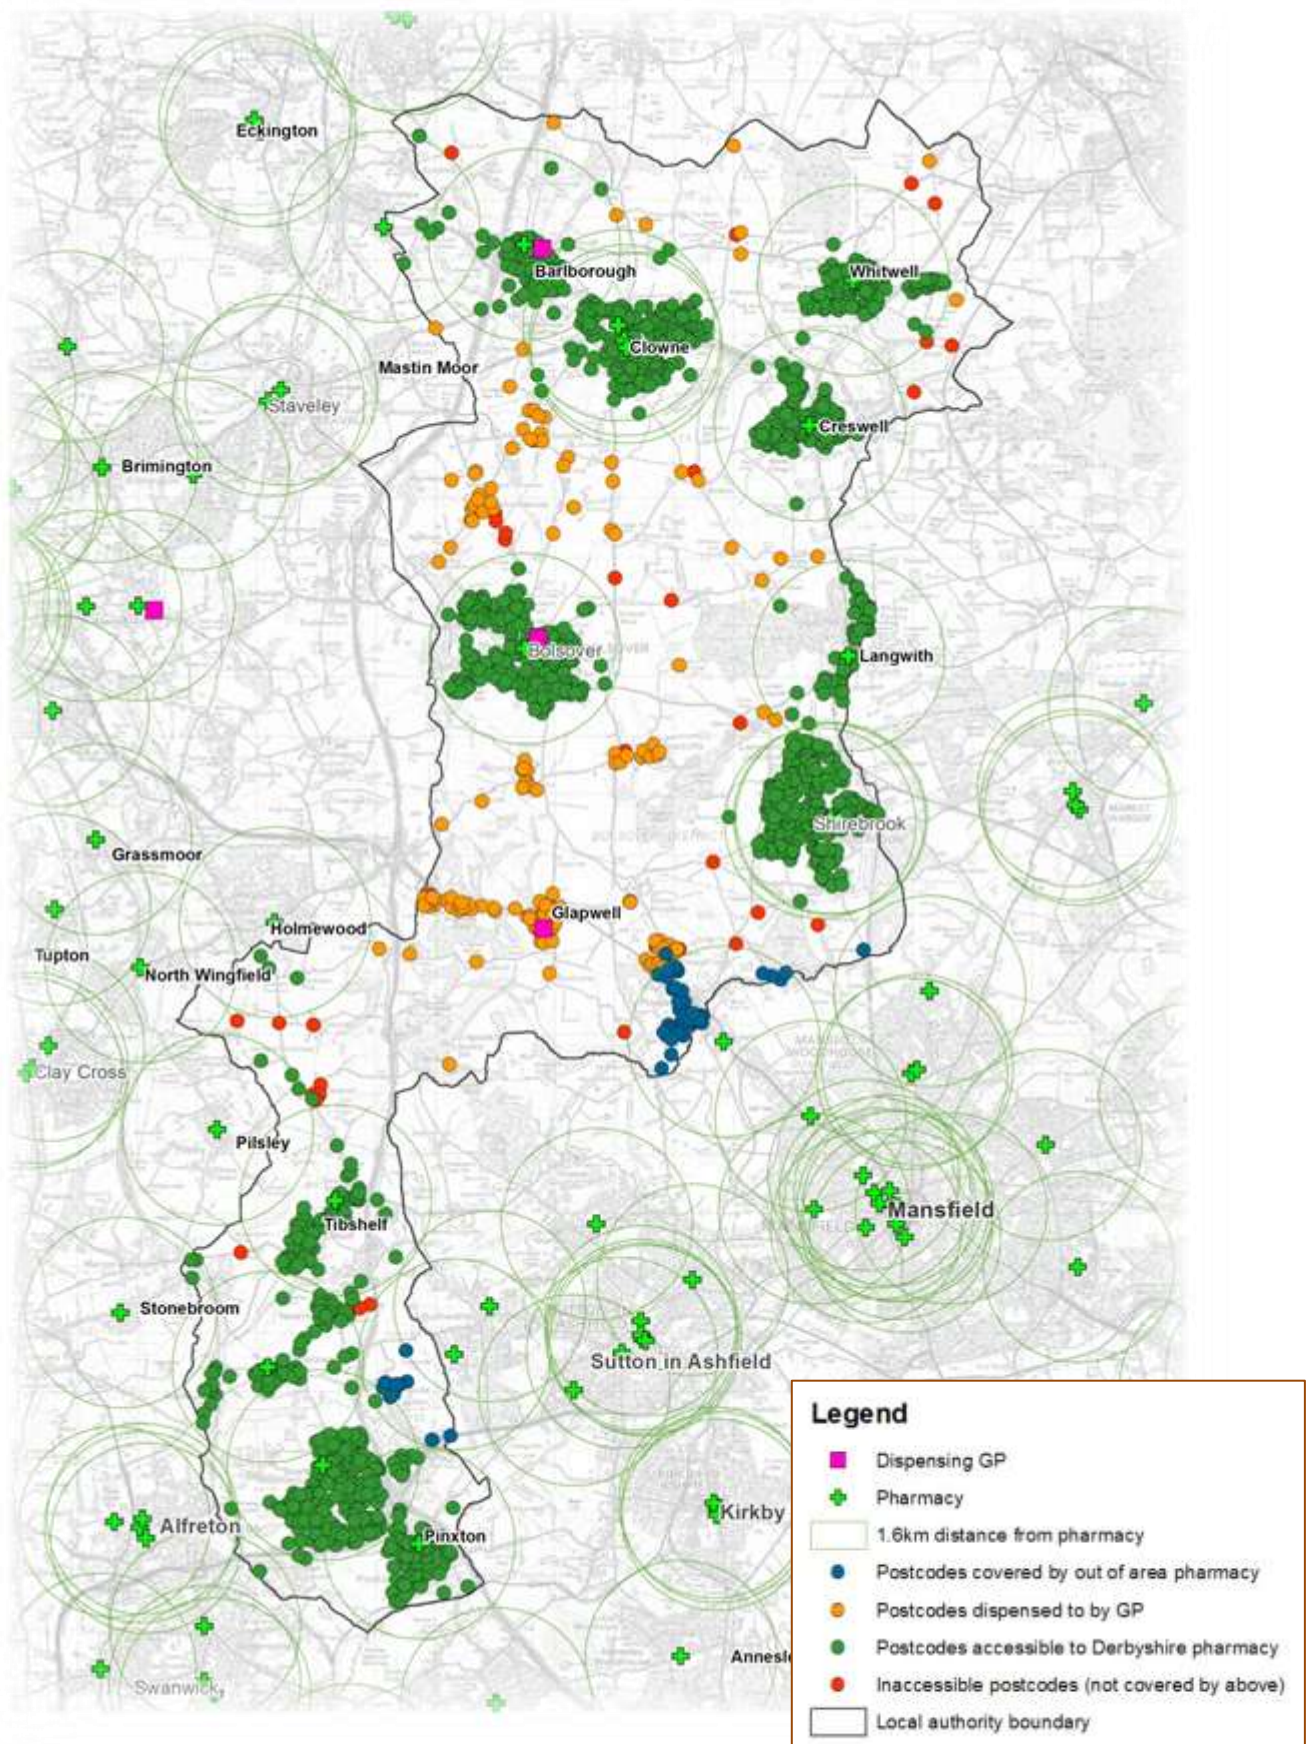 Eckington
Barlborough
Whitwell
Clowne
Mastin Moor
Staveley
Creswell
Brimington
Bolsover
Langwith
Shirebrook
Grassmoor
Glapwell
Holmewood
Tupton
North Wingfield
Clay Cross
Pilsley
Mansfield
Tibshelf
Stonebroom
Sutton in Ashfield
Kirkby
Alfreton
Pinxton
Annesl
Swanwick
Legend
Dispensing GP
Pharmacy
1.6km distance from pharmacy
Postcodes covered by out of area pharmacy
Postcodes dispensed to by GP
Postcodes accessible to Derbyshire pharmacy
Inaccessible postcodes (not covered by above)
Local authority boundary